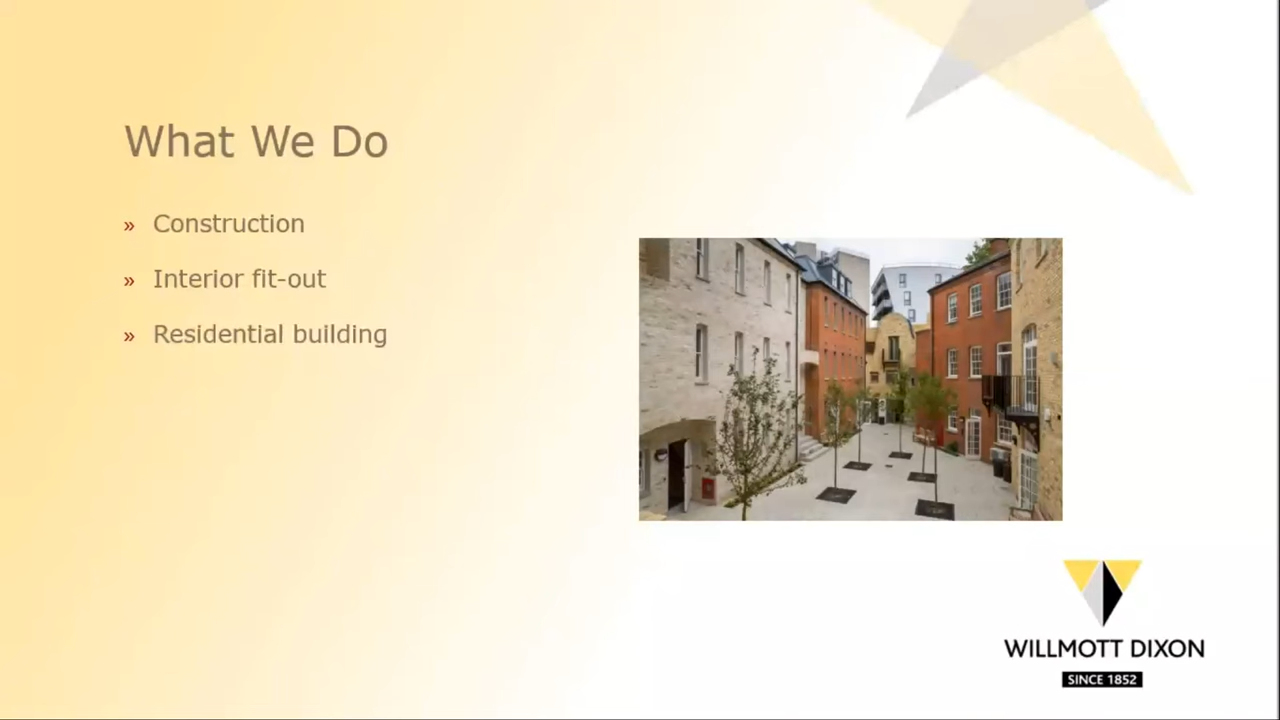 What We Do
» Construction
» Interior fit-out
» Residential building
WILLMOTT DIXON
SINCE 1852